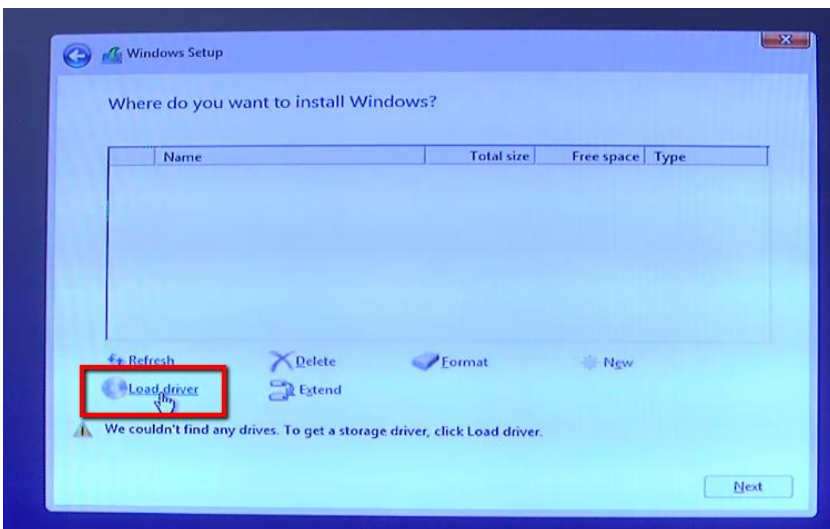 Windows Setup
Where do you want to install Windows?
Name Total size Free space Type
Refresh Delete Format New
Load driver Extend
We couldn't find any drives. To get a storage driver, click Load driver.
Next